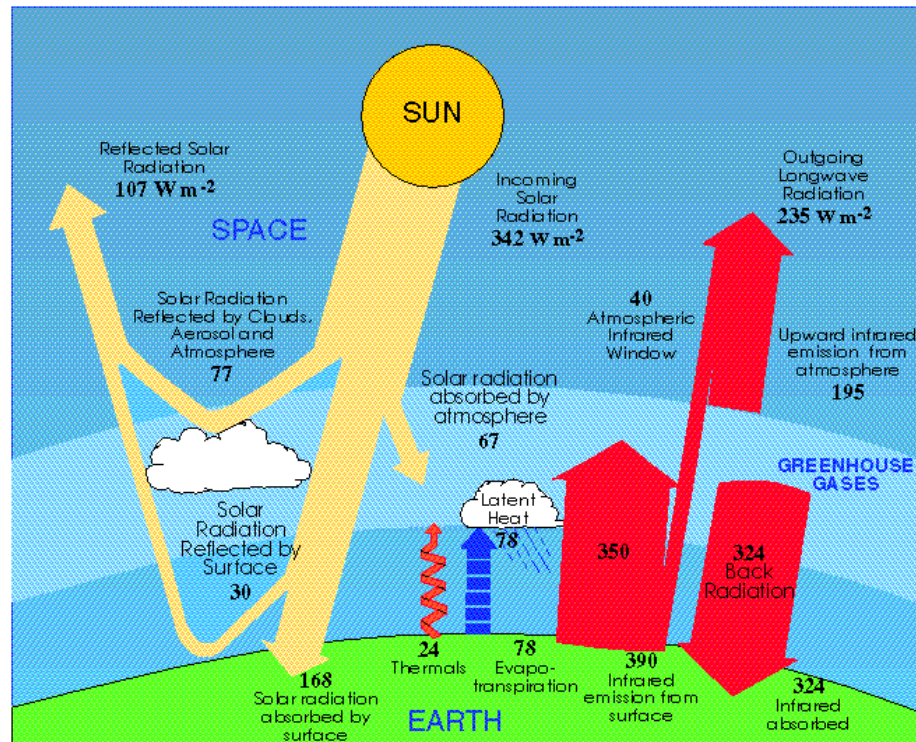 SUN
Reflected Solar
Radiation
107 W m-2
Incoming
Solar
Radiation
342 W m-2
Outgoing
Longwave
Radiation
235 W m-2
SPACE
Solar Radiation
Reflected by Clouds,
Aerosol and
Atmosphere
77
40
Atmospheric
Infrared
Window
Upward infrared
emission from
atmosphere
195
Solar radiation
absorbed by
atmosphere
67
GREENHOUSE
GASES
Solar
Radiation
Reflected by
Surface
30
Latent
Heat
78
350
324
Back
Radiation
168
Solar radiation
absorbed by
surface
24
Thermals
78
Evapo-
transpiration
390
Infrared
emission from
surface
324
Infrared
absorbed
EARTH